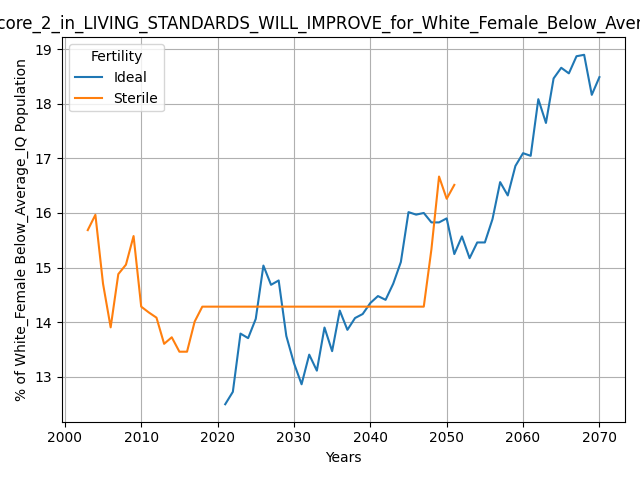 core_2_in_LIVING_STANDARDS_WILL_IMPROVE_for_White_Female_Below_Aver
Fertility
Ideal
Sterile
% of White_Female Below_Average_IQ Population
19
18
17
16
15
14
13
2000 2010 2020 2030 2040 2050 2060 2070
Years